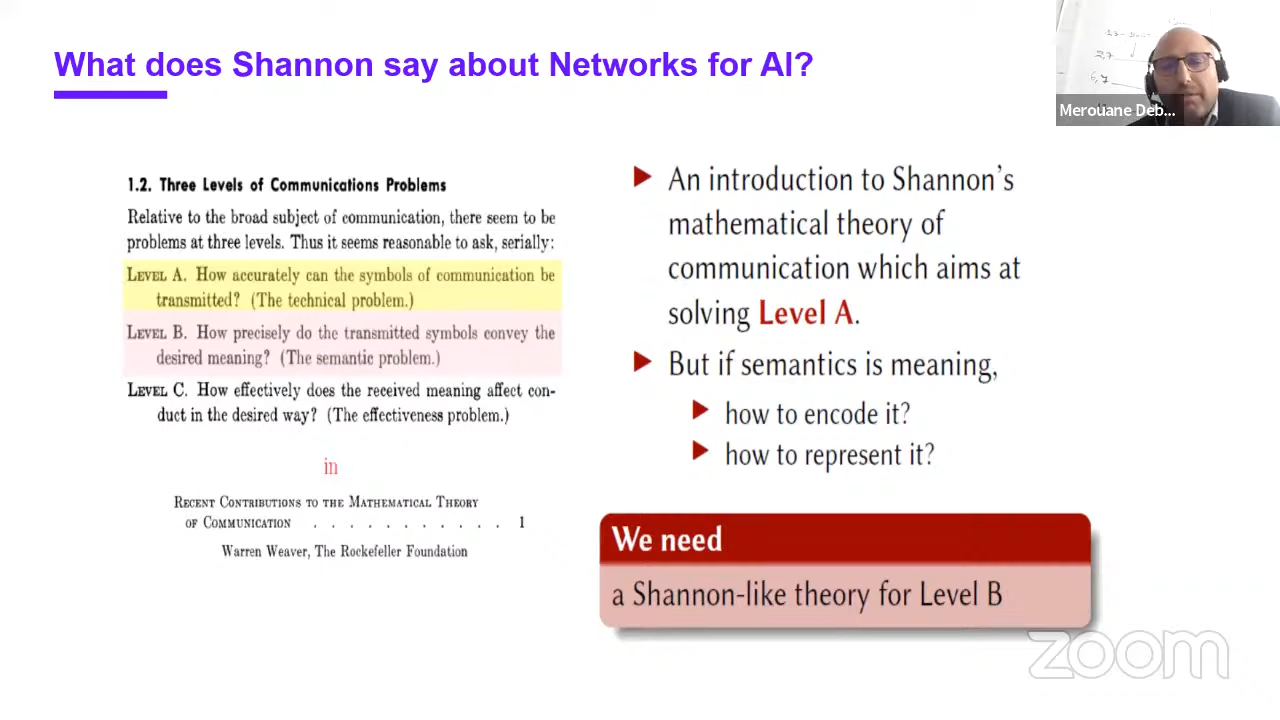 What does Shannon say about Networks for AI?
Merouane Deb...
1.2. Three Levels of Communications Problems
Relative to the broad subject of communication, there seem to be
problems at three levels. Thus it seems reasonable to ask, serially:
LEVEL A. How accurately can the symbols of communication be
transmitted? (The technical problem.)
LEVEL B. How precisely do the transmitted symbols convey the
desired meaning? (The semantic problem.)
LEVEL C. How effectively does the received meaning affect con-
duct in the desired way? (The effectiveness problem.)
in
RECENT CONTRIBUTIONS TO THE MATHEMATICAL THEORY
OF COMMUNICATION . . . . . . . . . . . 1
Warren Weaver, The Rockefeller Foundation
An introduction to Shannon's
mathematical theory of
communication which aims at
solving Level A.
But if semantics is meaning,
how to encode it?
how to represent it?
We need
a Shannon-like theory for Level B
zoom